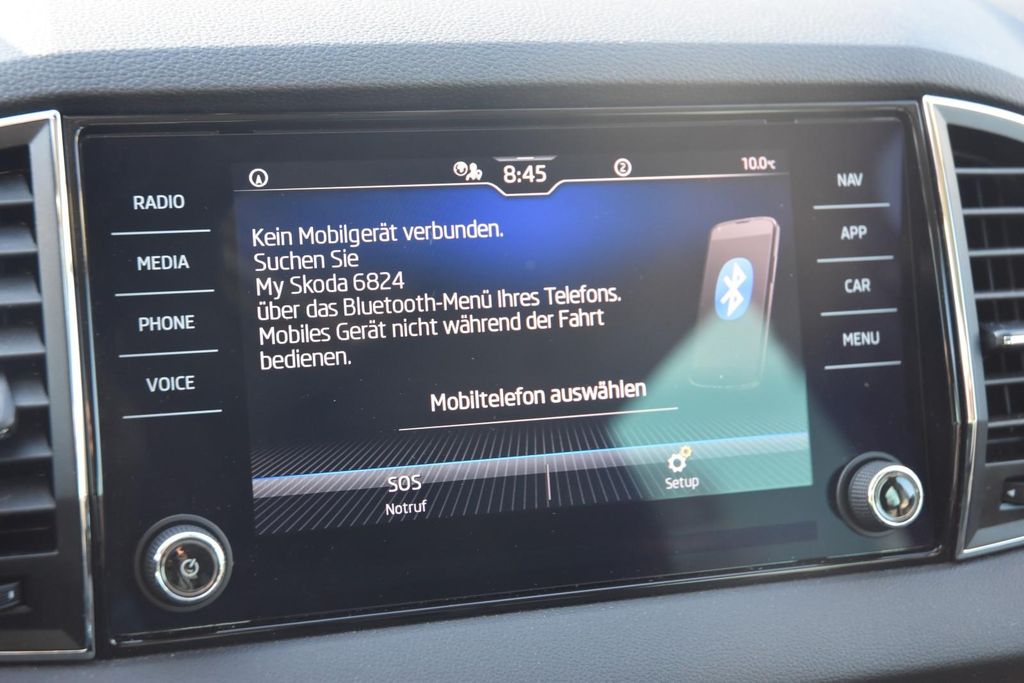 8:45
2
10.0°C
RADIO
MEDIA
PHONE
VOICE
Kein Mobilgerät verbunden.
Suchen Sie
My Skoda 6824
über das Bluetooth-Menü Ihres Telefons.
Mobiles Gerät nicht während der Fahrt
bedienen.
Mobiltelefon auswählen
SOS
Notruf
Setup
NAV
APP
CAR
MENU